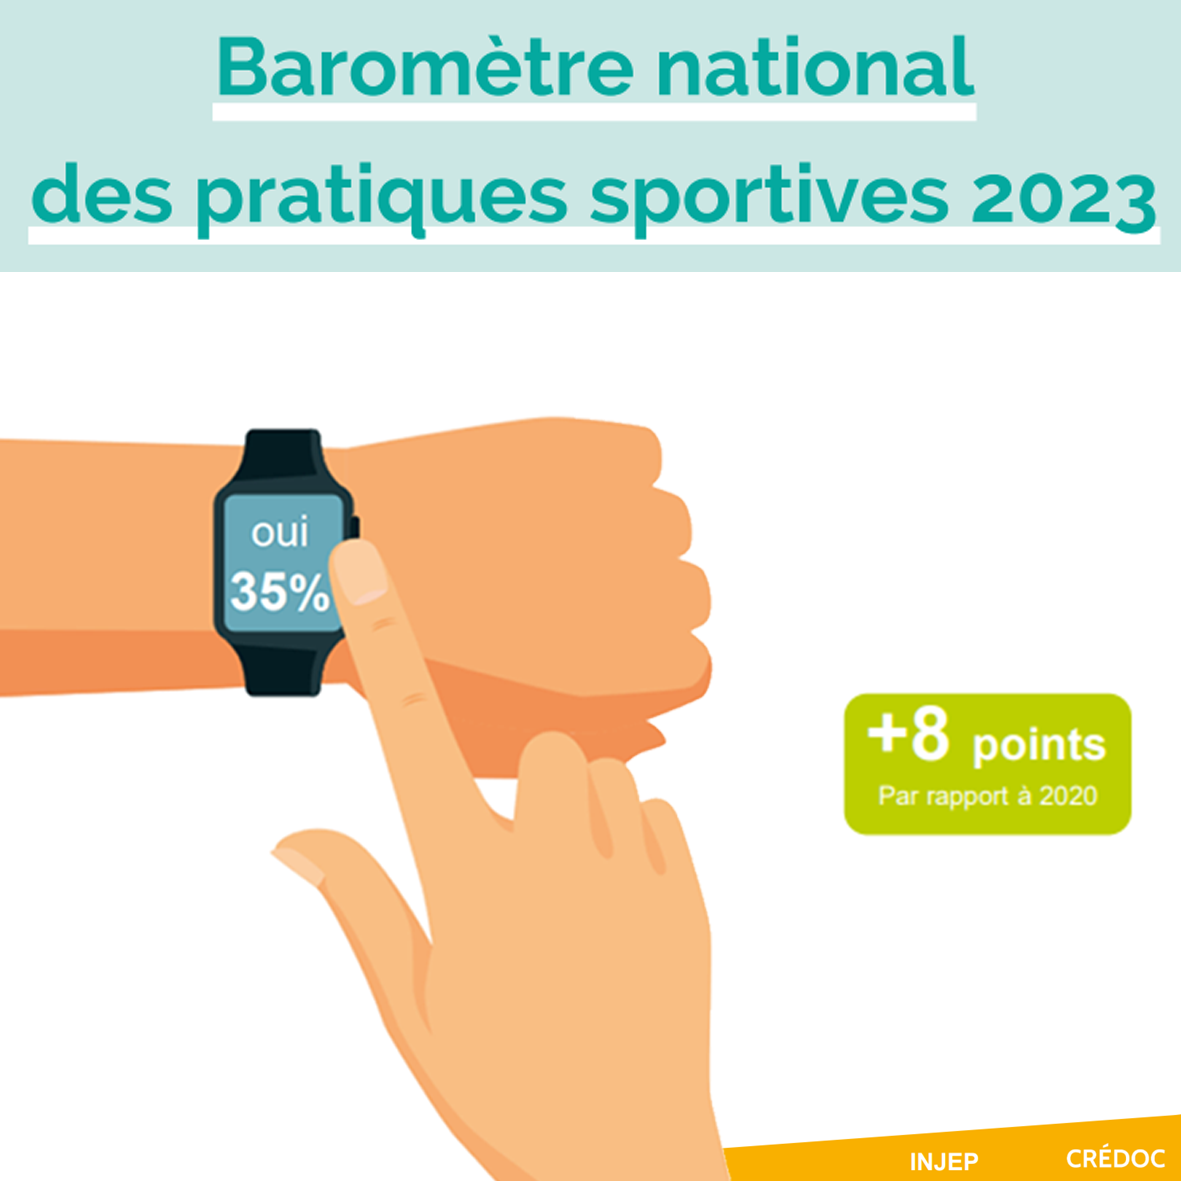 Baromètre national
des pratiques sportives 2023
oui
35%
+8 points
Par rapport à 2020
INJEP CRÉDOC